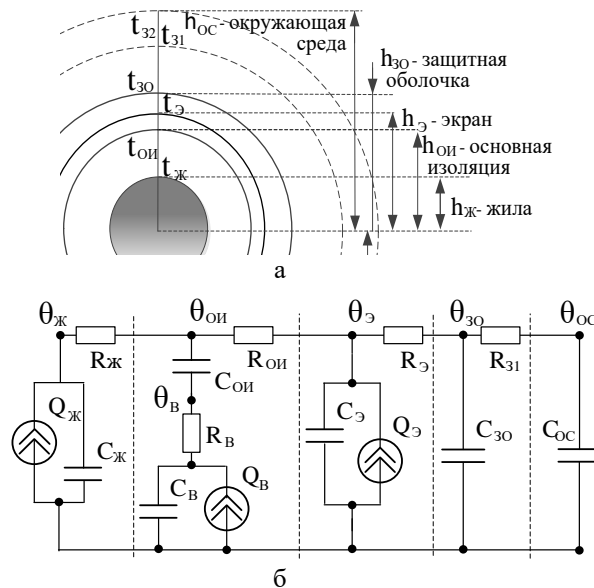 t₃₂ t₃₁ hОС - окружающая
среда
hЗО - защитная
оболочка
tЗО
tЭ
hЭ - экран
tОИ
hОИ - основная
изоляция
tЖ
hЖ- жила
а
θЖ θОИ θЭ θЗО θОС
RЖ RОИ RЭ RЗ1
CОИ
QЖ θВ
CЖ RВ CЭ QЭ CЗО CОС
CВ QВ
б